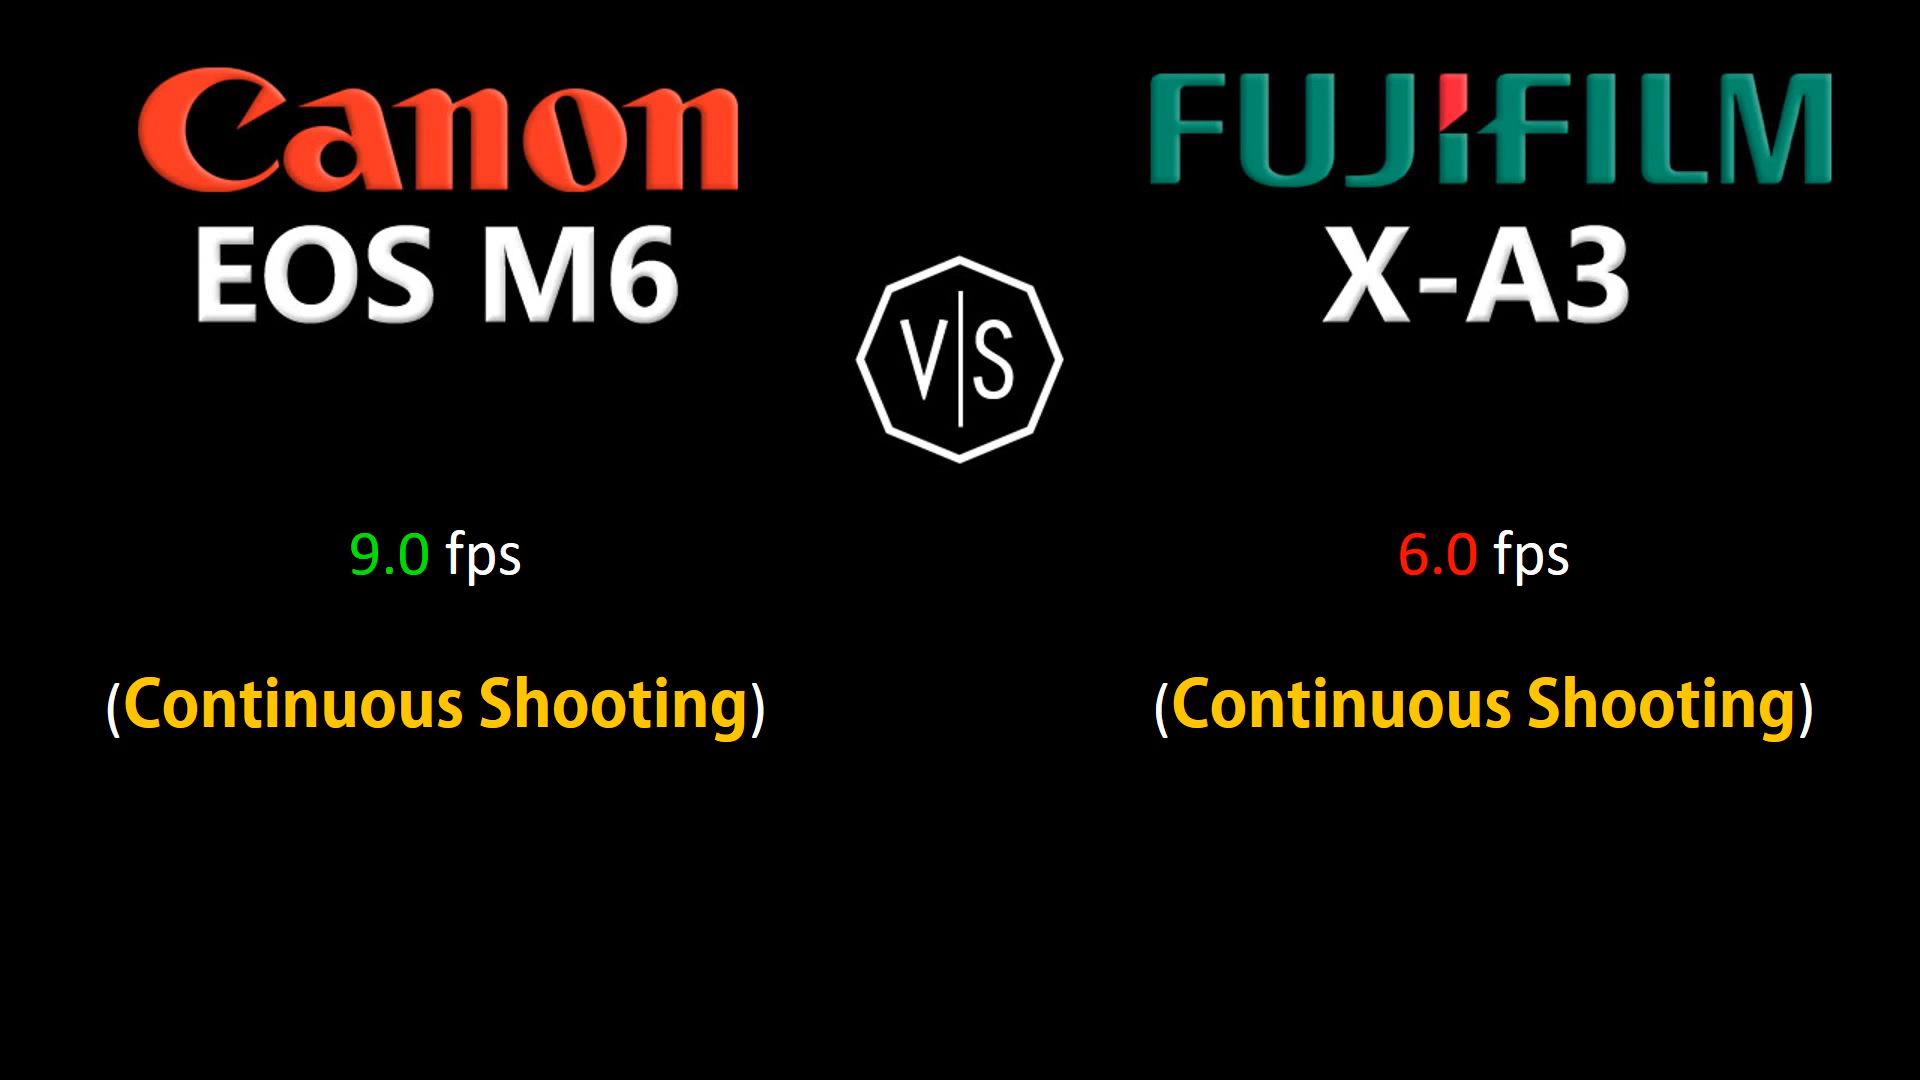 Canon
EOS M6
FUJIFILM
X-A3
V|S
9.0 fps
6.0 fps
(Continuous Shooting)
(Continuous Shooting)